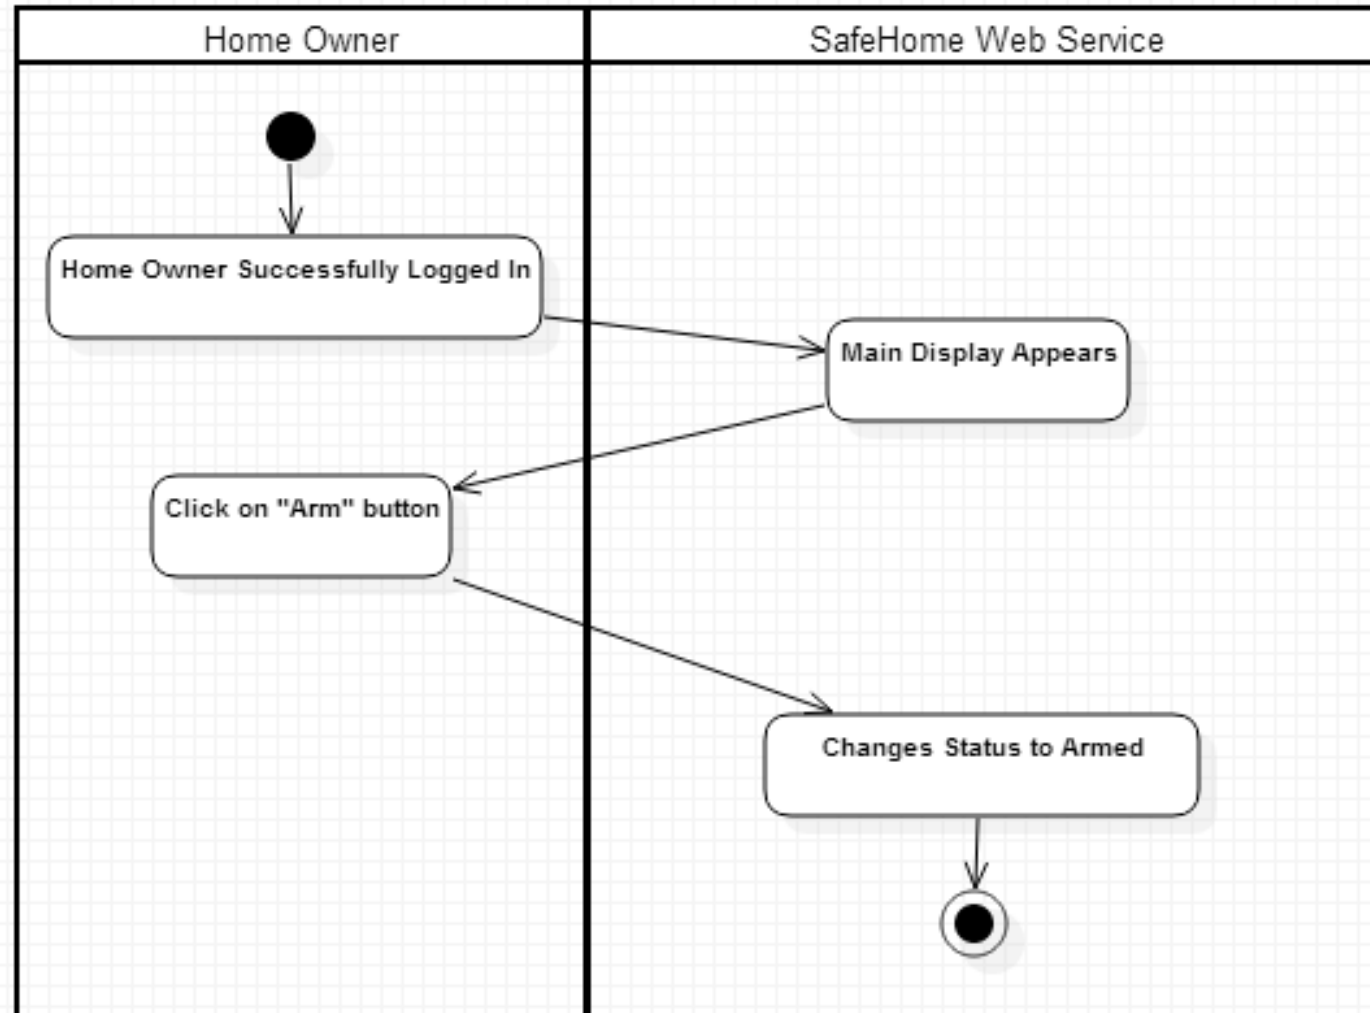 Home Owner
SafeHome Web Service
Home Owner Successfully Logged In
Main Display Appears
Click on "Arm" button
Changes Status to Armed